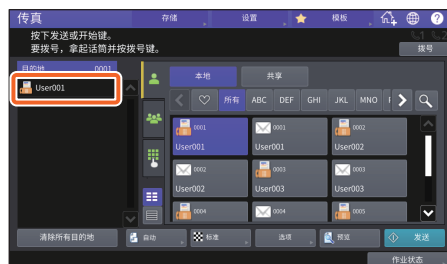 传真
存储
设置
模板
按下发送或开始键。
要拨号，拿起话筒并按拨号键。
1
2
拨号
目的地 0001
User001
本地
共享
所有 ABC DEF GHI JKL MNO
0001 User001
0001 User001
0002 User002
0002 User002
0003 User003
0003 User003
0004
0004
0005
清除所有目的地
自动
标准
选项
预览
发送
作业状态